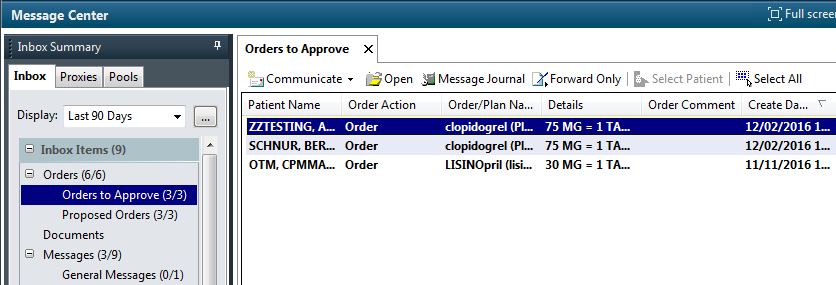 Message Center
Full scree
Inbox Summary
Inbox Proxies Pools
Display: Last 90 Days ...
Inbox Items (9)
Orders (6/6)
Orders to Approve (3/3)
Proposed Orders (3/3)
Documents
Messages (3/9)
General Messages (0/1)
Orders to Approve
Communicate Open Message Journal Forward Only Select Patient Select All
Patient Name Order Action Order/Plan Na... Details Order Comment Create Da...
ZZTESTING, A... Order clopidogrel (Pl... 75 MG = 1 TA... 12/02/2016 1...
SCHNUR, BER... Order clopidogrel (Pl... 75 MG = 1 TA... 12/02/2016 1...
OTM, CPMMA... Order LISINOpril (lisi... 30 MG = 1 TA... 11/11/2016 1...